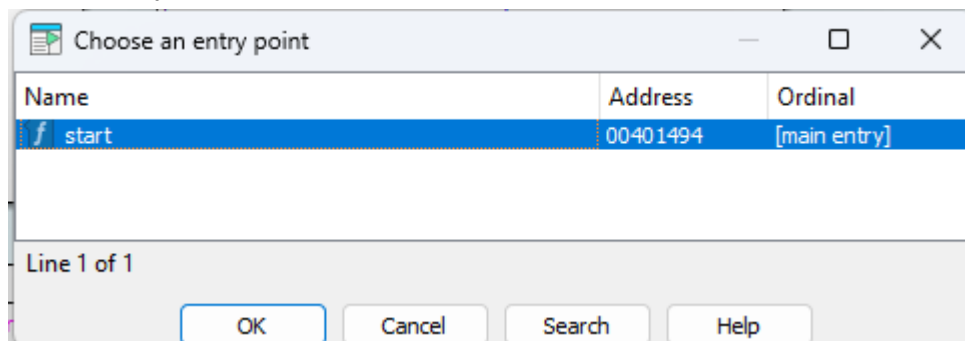 Choose an entry point
Name Address Ordinal
f start 00401494 [main entry]
Line 1 of 1
OK Cancel Search Help